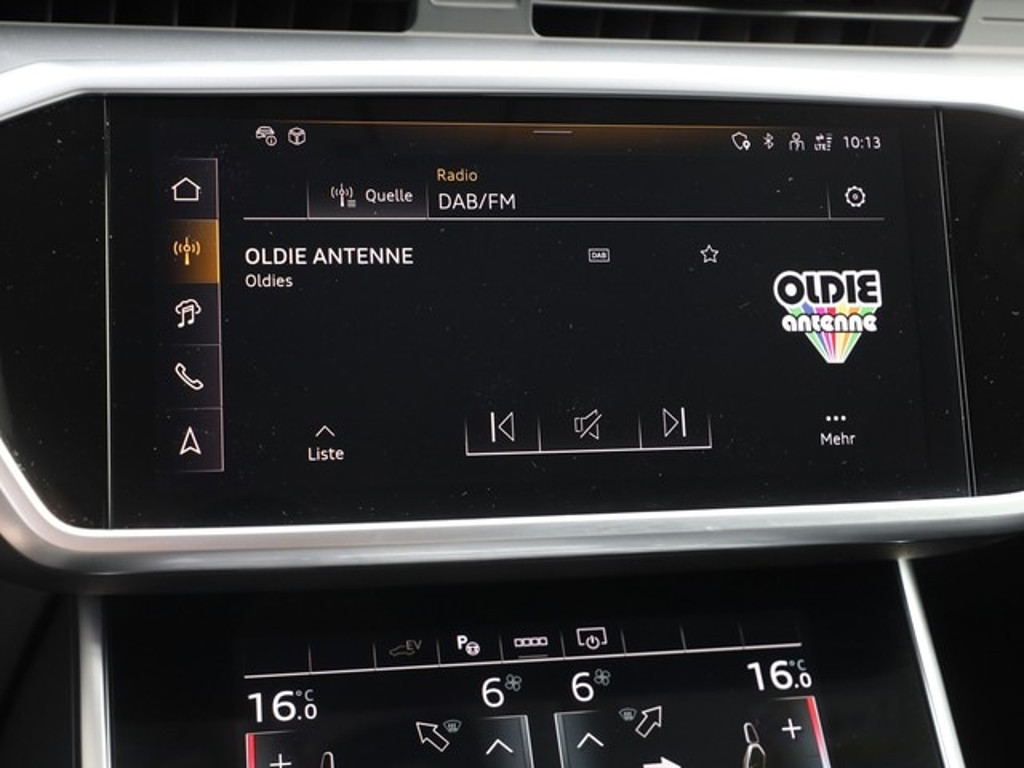 LTE 10:13
Quelle
Radio
DAB/FM
OLDIE ANTENNE
Oldies
DAB
OLDIE
antenne
Liste
Mehr
EV
P
16.0 °C
6
6
16.0 °C